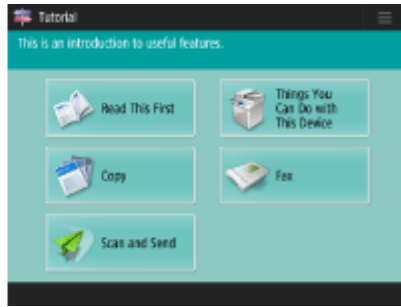 Tutorial
This is an introduction to useful features.
Read This First
Things You
Can Do with
This Device
Copy
Fax
Scan and Send